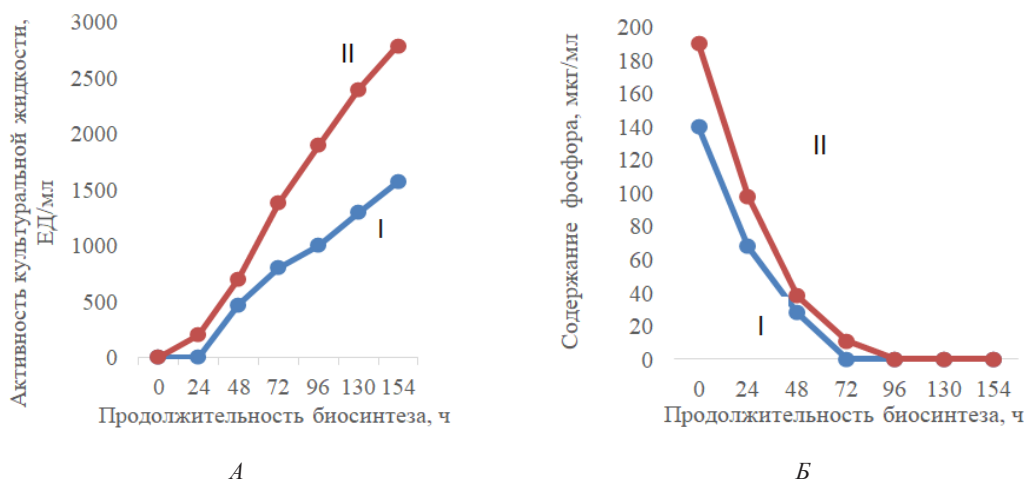 Активность культуральной жидкости,
ЕД/мл
3000
2500
2000
1500
1000
500
0
II
I
0 24 48 72 96 130 154
Продолжительность биосинтеза, ч
А
Содержание фосфора, мкг/мл
200
180
160
140
120
100
80
60
40
20
0
II
I
0 24 48 72 96 130 154
Продолжительность биосинтеза, ч
Б